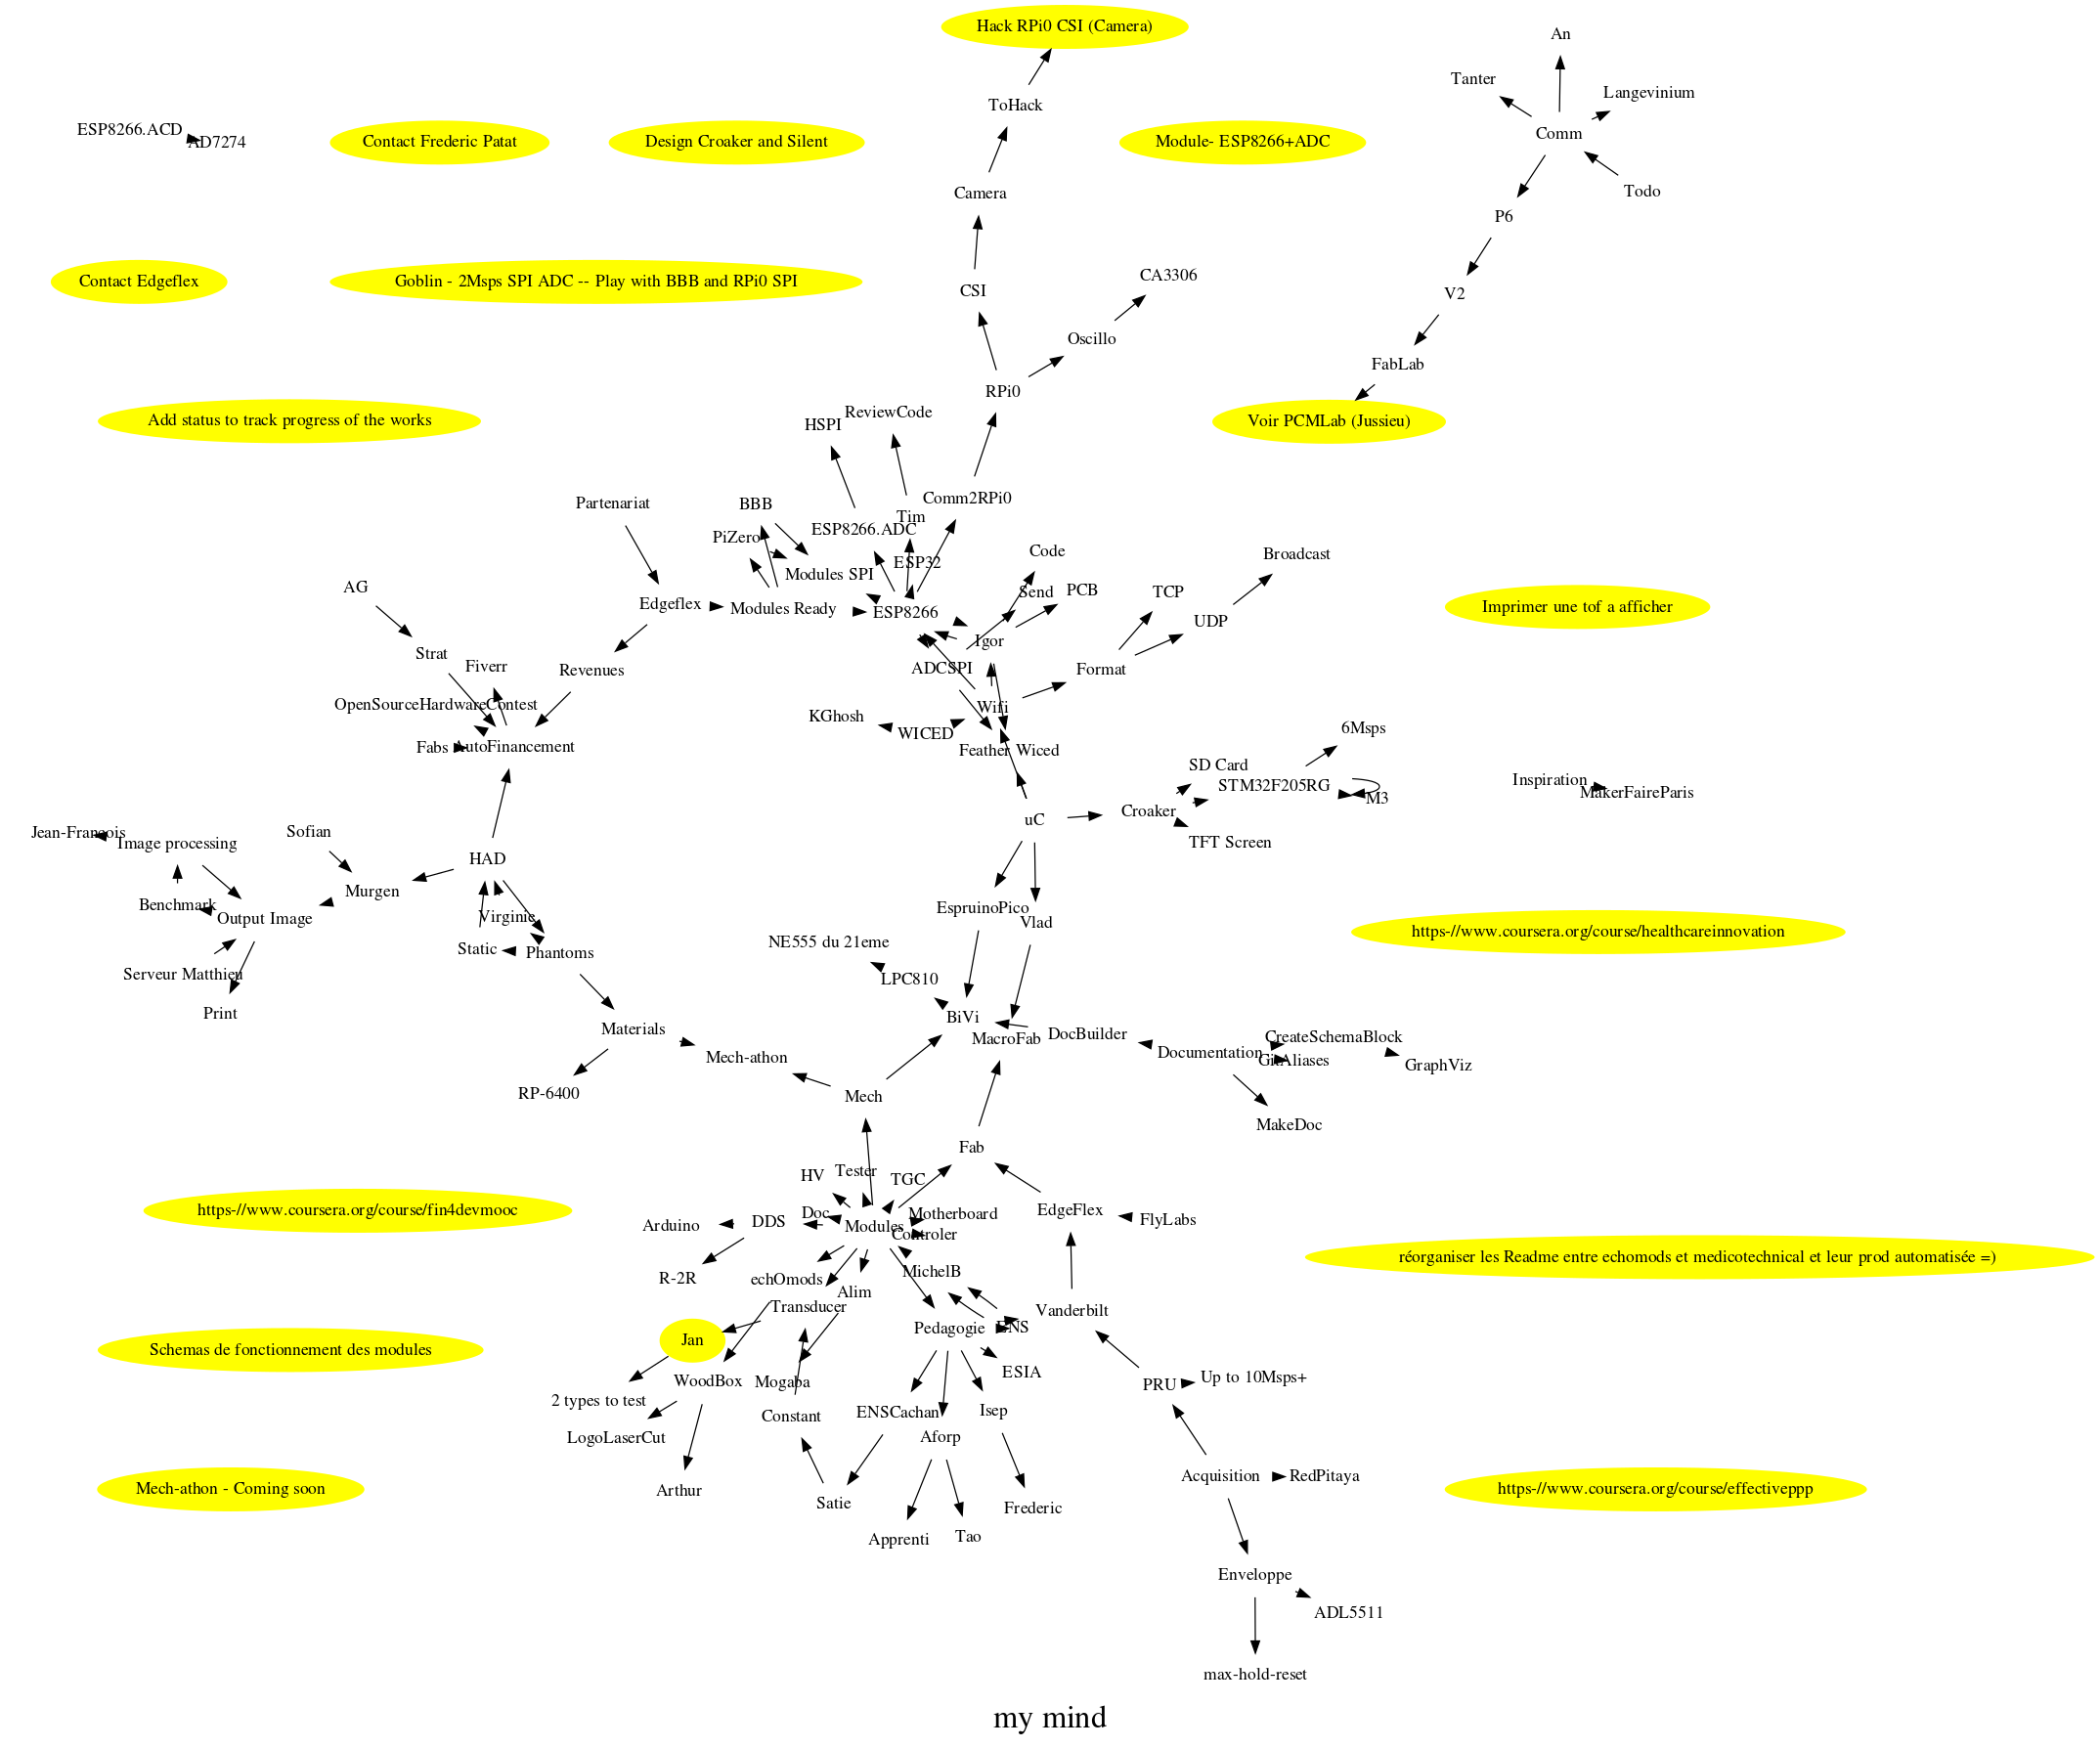 Hack RPi0 CSI (Camera)
An
Tanter
Langevinium
ToHack
ESP8266.ACD
AD7274
Contact Frederic Patat
Design Croaker and Silent
Module- ESP8266+ADC
Comm
Todo
Camera
P6
Contact Edgeflex
Goblin - 2Msps SPI ADC -- Play with BBB and RPi0 SPI
CA3306
CSI
V2
Oscillo
FabLab
RPi0
Add status to track progress of the works
ReviewCode
HSPI
Voir PCMLab (Jussieu)
Partenariat
BBB
Comm2RPi0
Tim
ESP8266.ADC
PiZero
Code
Broadcast
ESP32
Modules SPI
AG
Send
PCB
TCP
Edgeflex
Modules Ready
ESP8266
Imprimer une tof a afficher
UDP
Igor
Strat
Fiverr
Revenues
ADCSPI
Format
OpenSourceHardwareContest
Wifi
KGhosh
WICED
6Msps
Fabs
AutoFinancement
Feather Wiced
SD Card
STM32F205RG
M3
Inspiration
MakerFaireParis
Croaker
uC
Jean-François
Image processing
Sofian
TFT Screen
HAD
Murgen
Benchmark
Output Image
Virginie
EspruinoPico
Vlad
https-//www.coursera.org/course/healthcareinnovation
Static
Phantoms
NE555 du 21eme
Serveur Matthieu
LPC810
Print
BiVi
Materials
MacroFab
DocBuilder
CreateSchemaBlock
Mech-athon
Documentation
GitAliases
GraphViz
RP-6400
Mech
MakeDoc
Fab
HV
Tester
TGC
https-//www.coursera.org/course/fin4devmooc
Arduino
DDS
Doc
Modules
Motherboard
Controler
EdgeFlex
FlyLabs
réorganiser les Readme entre echomods et medicotechnical et leur prod automatisée =)
R-2R
echOmods
MichelB
Alim
Transducer
Vanderbilt
Pedagogie
ENS
Schemas de fonctionnement des modules
Jan
ESIA
WoodBox
Mogaba
PRU
Up to 10Msps+
2 types to test
Constant
ENSCachan
Isep
LogoLaserCut
Aforp
Mech-athon - Coming soon
Arthur
Acquisition
RedPitaya
https-//www.coursera.org/course/effectiveppp
Satie
Frederic
Apprenti
Tao
Enveloppe
ADL5511
max-hold-reset
my mind